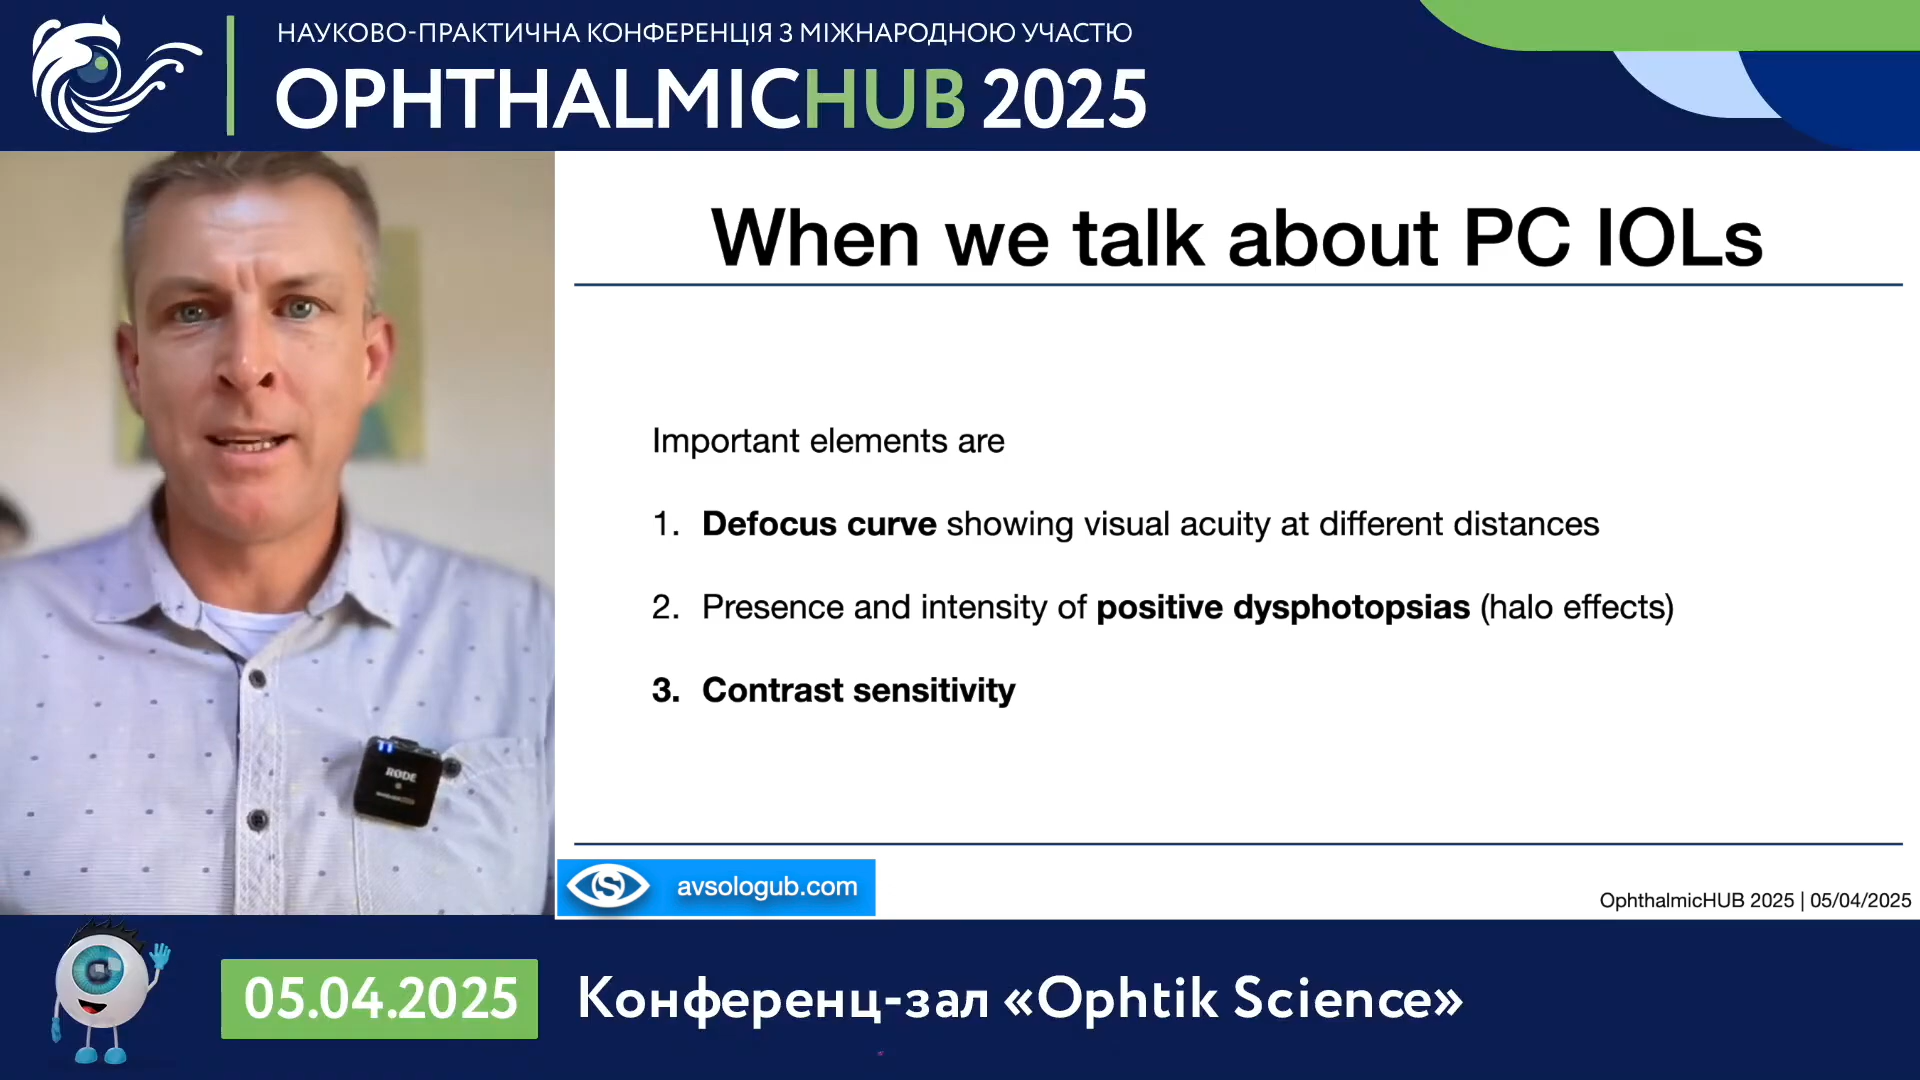 НАУКОВО-ПРАКТИЧНА КОНФЕРЕНЦІЯ З МІЖНАРОДНОЮ УЧАСТЮ
OPHTHALMICHUB 2025
When we talk about PC IOLs
Important elements are
1. Defocus curve showing visual acuity at different distances
2. Presence and intensity of positive dysphotopsias (halo effects)
3. Contrast sensitivity
RØDE
avsologub.com
OphthalmicHUB 2025 | 05/04/2025
05.04.2025
Конференц-зал «Ophtik Science»